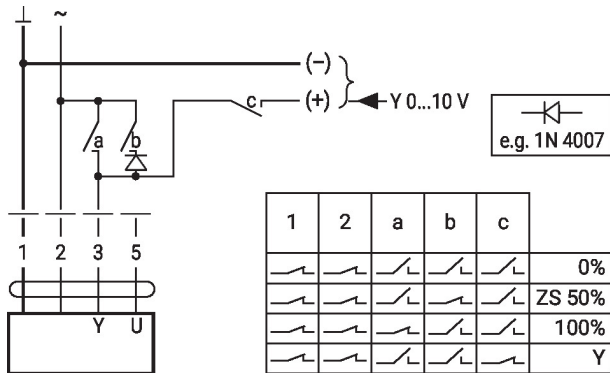 ⊥ ~
(–)
c (+) Y 0...10 V
a b
e.g. 1N 4007
1 2 3 5
Y U
1 2 a b c
0%
ZS 50%
100%
Y